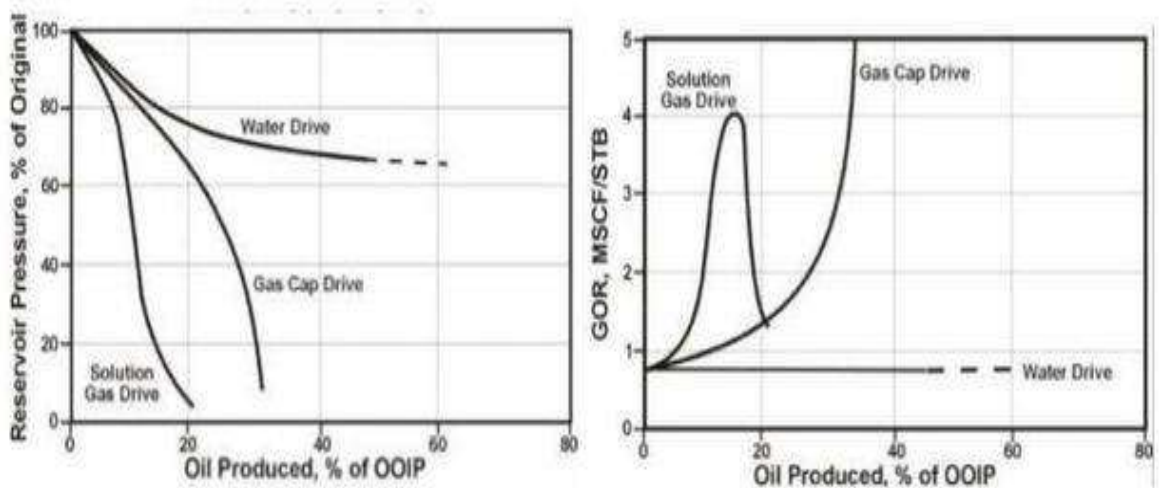 Reservoir Pressure, % of Original
100
80
60
40
20
0
Water Drive
Gas Cap Drive
Solution
Gas Drive
0 20 40 60 80
Oil Produced, % of OOIP
GOR, MSCF/STB
5
4
3
2
1
0
Solution
Gas Drive
Gas Cap Drive
Water Drive
0 20 40 60 80
Oil Produced, % of OOIP